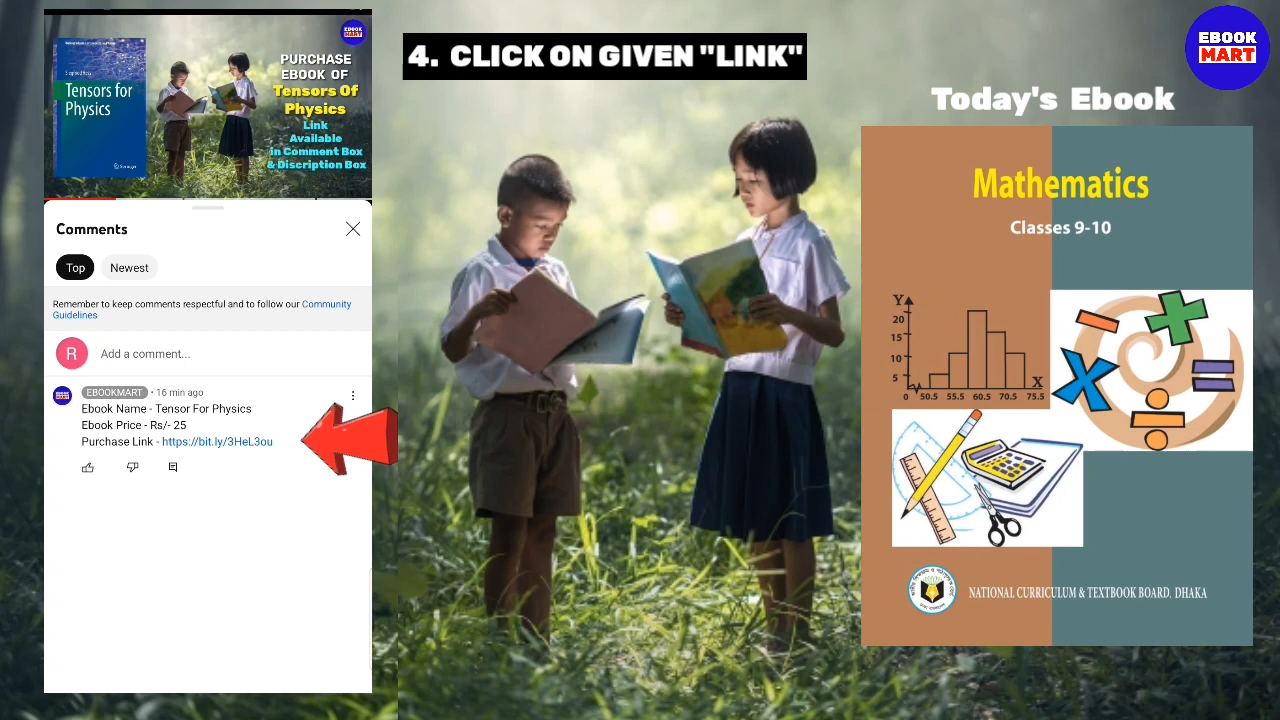 EBOOK
MART
PURCHASE
EBOOK OF
Tensors Of
Physics
Link
Available
in Comment Box
& Discription Box
Tensors for
Physics
Springer
Comments
Top
Newest
Remember to keep comments respectful and to follow our Community
Guidelines
R
Add a comment...
EBOOKMART • 16 min ago
Ebook Name - Tensor For Physics
Ebook Price - Rs/- 25
Purchase Link - https://bit.ly/3HeL3ou
4. CLICK ON GIVEN "LINK"
EBOOK
MART
Today's Ebook
Mathematics
Classes 9-10
Y
20
15
10
5
X
0 50.5 55.5 60.5 70.5 75.5
NATIONAL CURRICULUM & TEXTBOOK BOARD, DHAKA